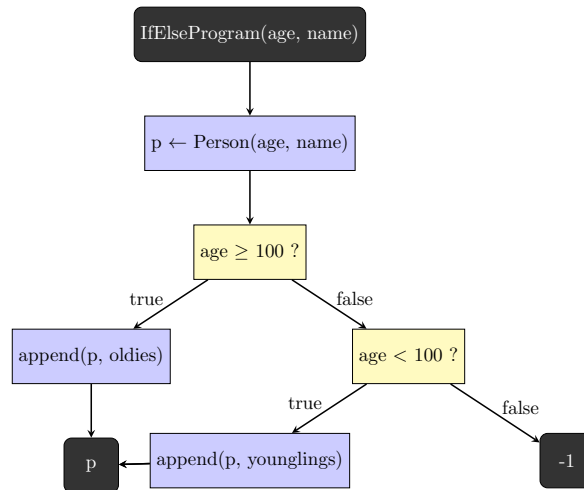 IfElseProgram(age, name)
p ← Person(age, name)
age ≥ 100 ?
true
false
append(p, oldies)
age < 100 ?
true
false
p
append(p, younglings)
-1